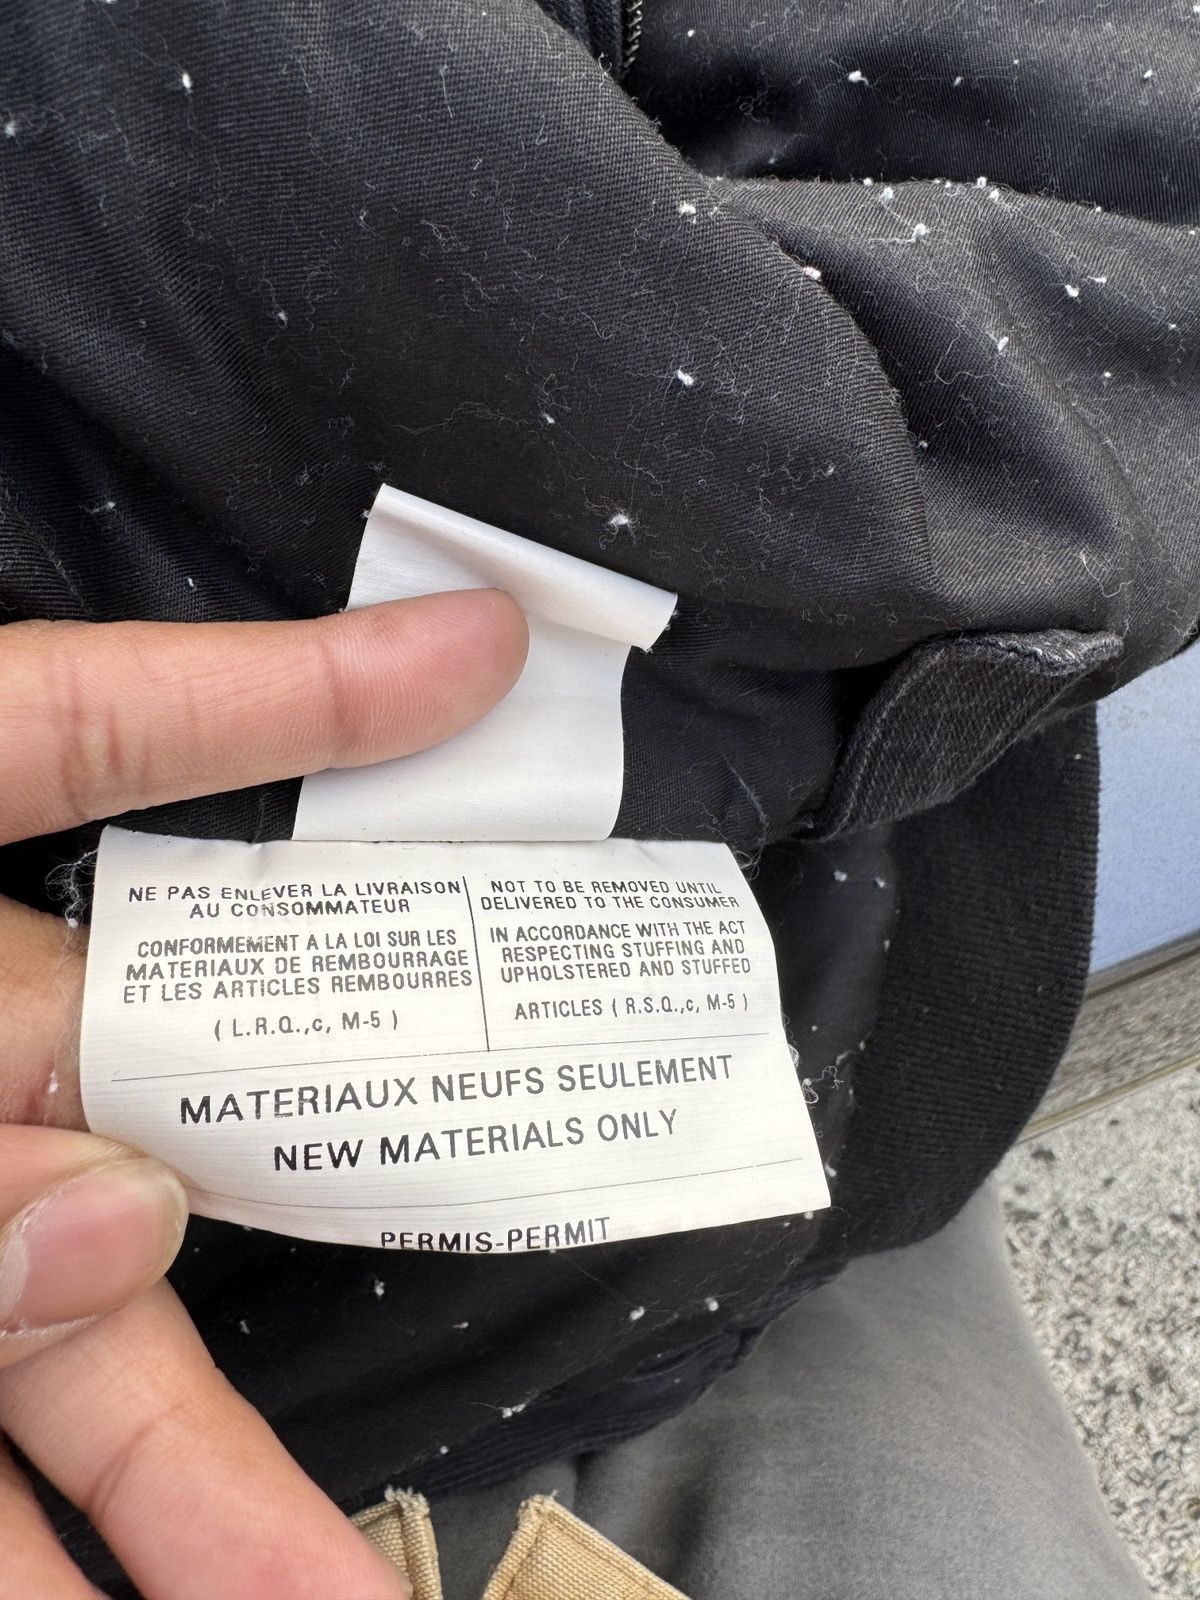 NE PAS ENLEVER LA LIVRAISON
AU CONSOMMATEUR
CONFORMEMENT A LA LOI SUR LES
MATERIAUX DE REMBOURRAGE
ET LES ARTICLES REMBOURRES
( L.R.Q.,c, M-5 )
NOT TO BE REMOVED UNTIL
DELIVERED TO THE CONSUMER
IN ACCORDANCE WITH THE ACT
RESPECTING STUFFING AND
UPHOLSTERED AND STUFFED
ARTICLES ( R.S.Q.,c, M-5 )
MATERIAUX NEUFS SEULEMENT
NEW MATERIALS ONLY
PERMIS-PERMIT